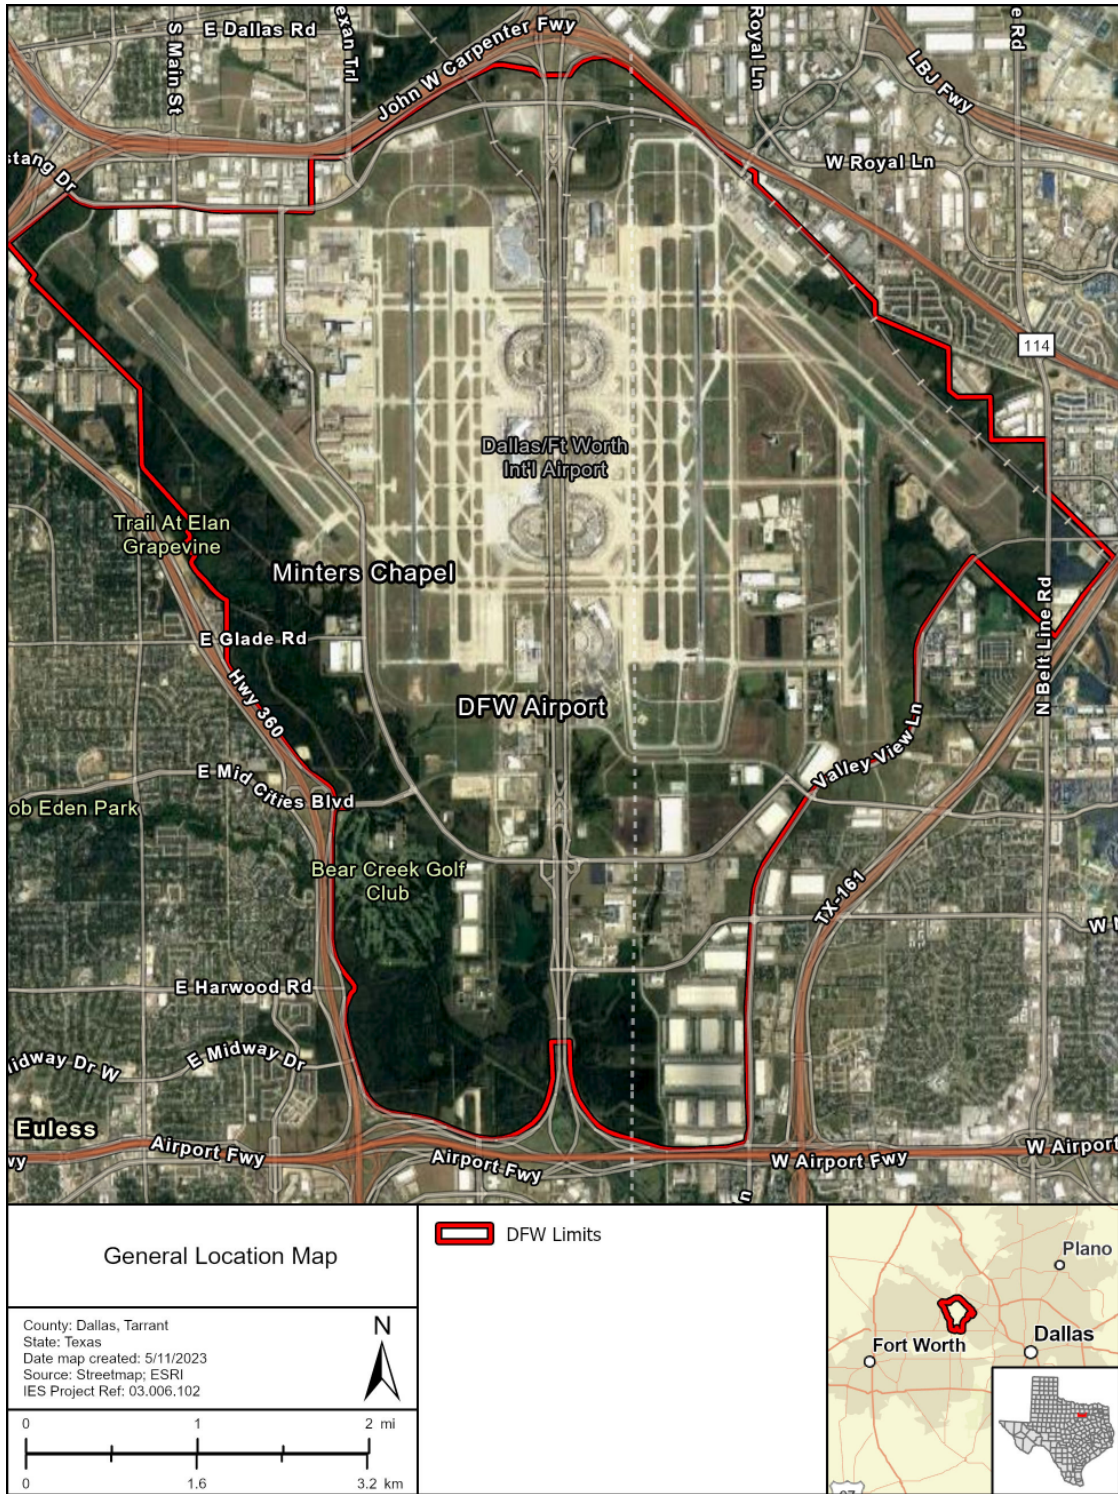 E Dallas Rd
S Main St
exan Trl
John W Carpenter Fwy
Royal Ln
e Rd
LBJ Fwy
W Royal Ln
stang Dr
114
Dallas/Ft Worth
Int'l Airport
Trail At Elan
Grapevine
Minters Chapel
E Glade Rd
N Belt Line Rd
Hwy 360
DFW Airport
Valley View Ln
E Mid Cities Blvd
ob Eden Park
Bear Creek Golf
Club
TX-161
W
E Harwood Rd
E Midway Dr
idway Dr W
Euless
wy
Airport Fwy
Airport Fwy
W Airport Fwy
W Airport
n
General Location Map
County: Dallas, Tarrant
State: Texas
Date map created: 5/11/2023
Source: Streetmap; ESRI
IES Project Ref: 03.006.102
N
0 1 2 mi
0 1.6 3.2 km
DFW Limits
Plano
Fort Worth
Dallas